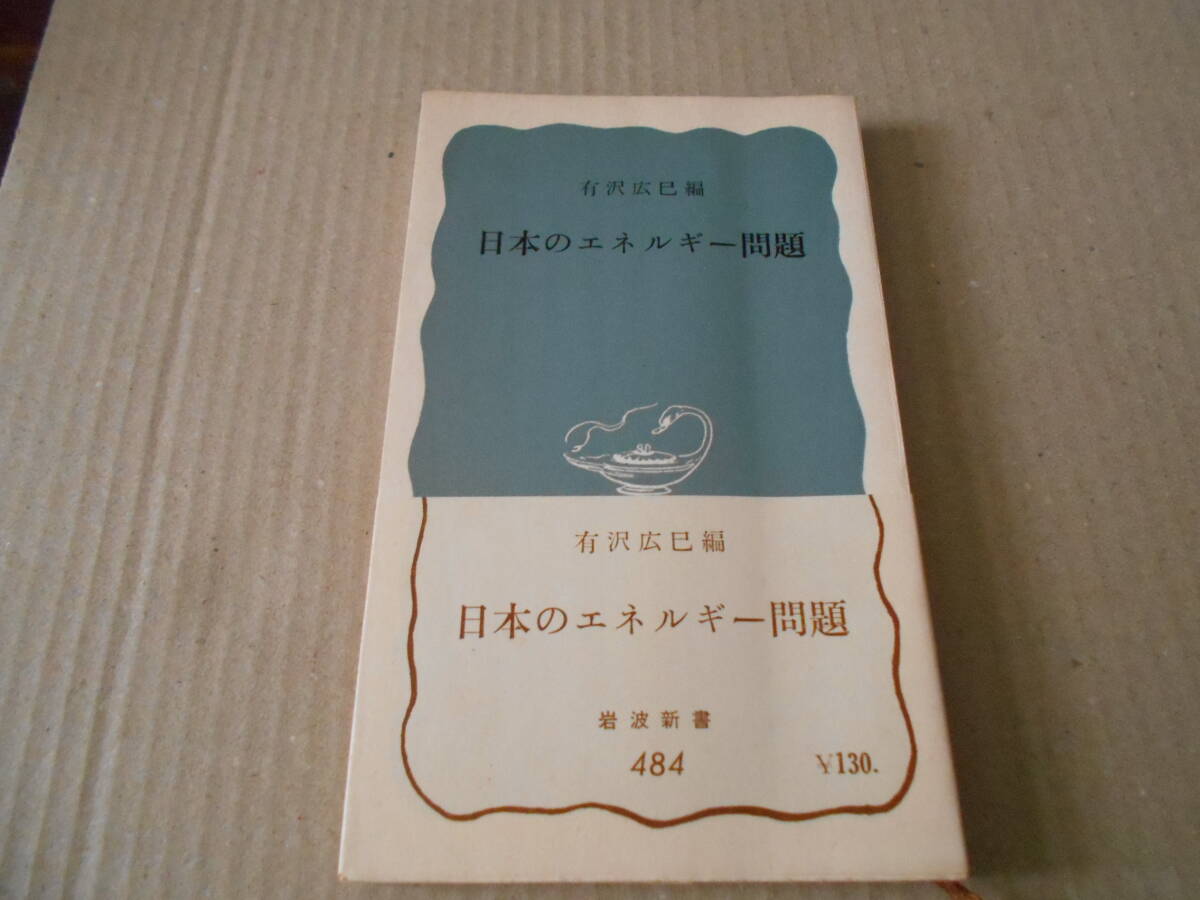 有沢広巳編
日本のエネルギー問題
有沢広巳編
日本のエネルギー問題
岩波新書
484
¥130.